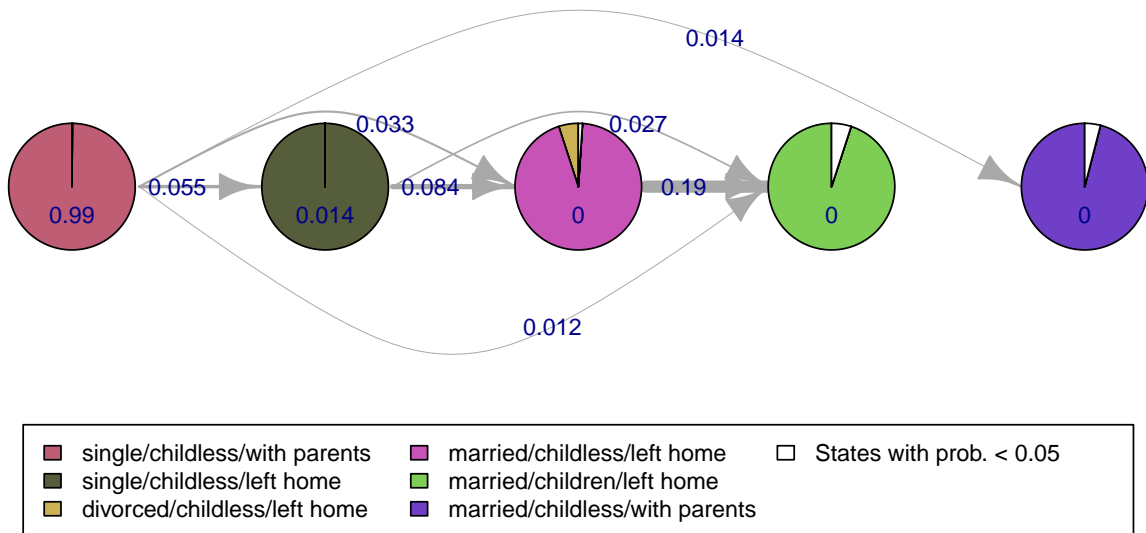 0.014
0.033
0.027
0.055
0.084
0.19
0.99
0.014
0
0
0
0.012
single/childless/with parents
single/childless/left home
divorced/childless/left home
married/childless/left home
married/children/left home
married/childless/with parents
States with prob. < 0.05